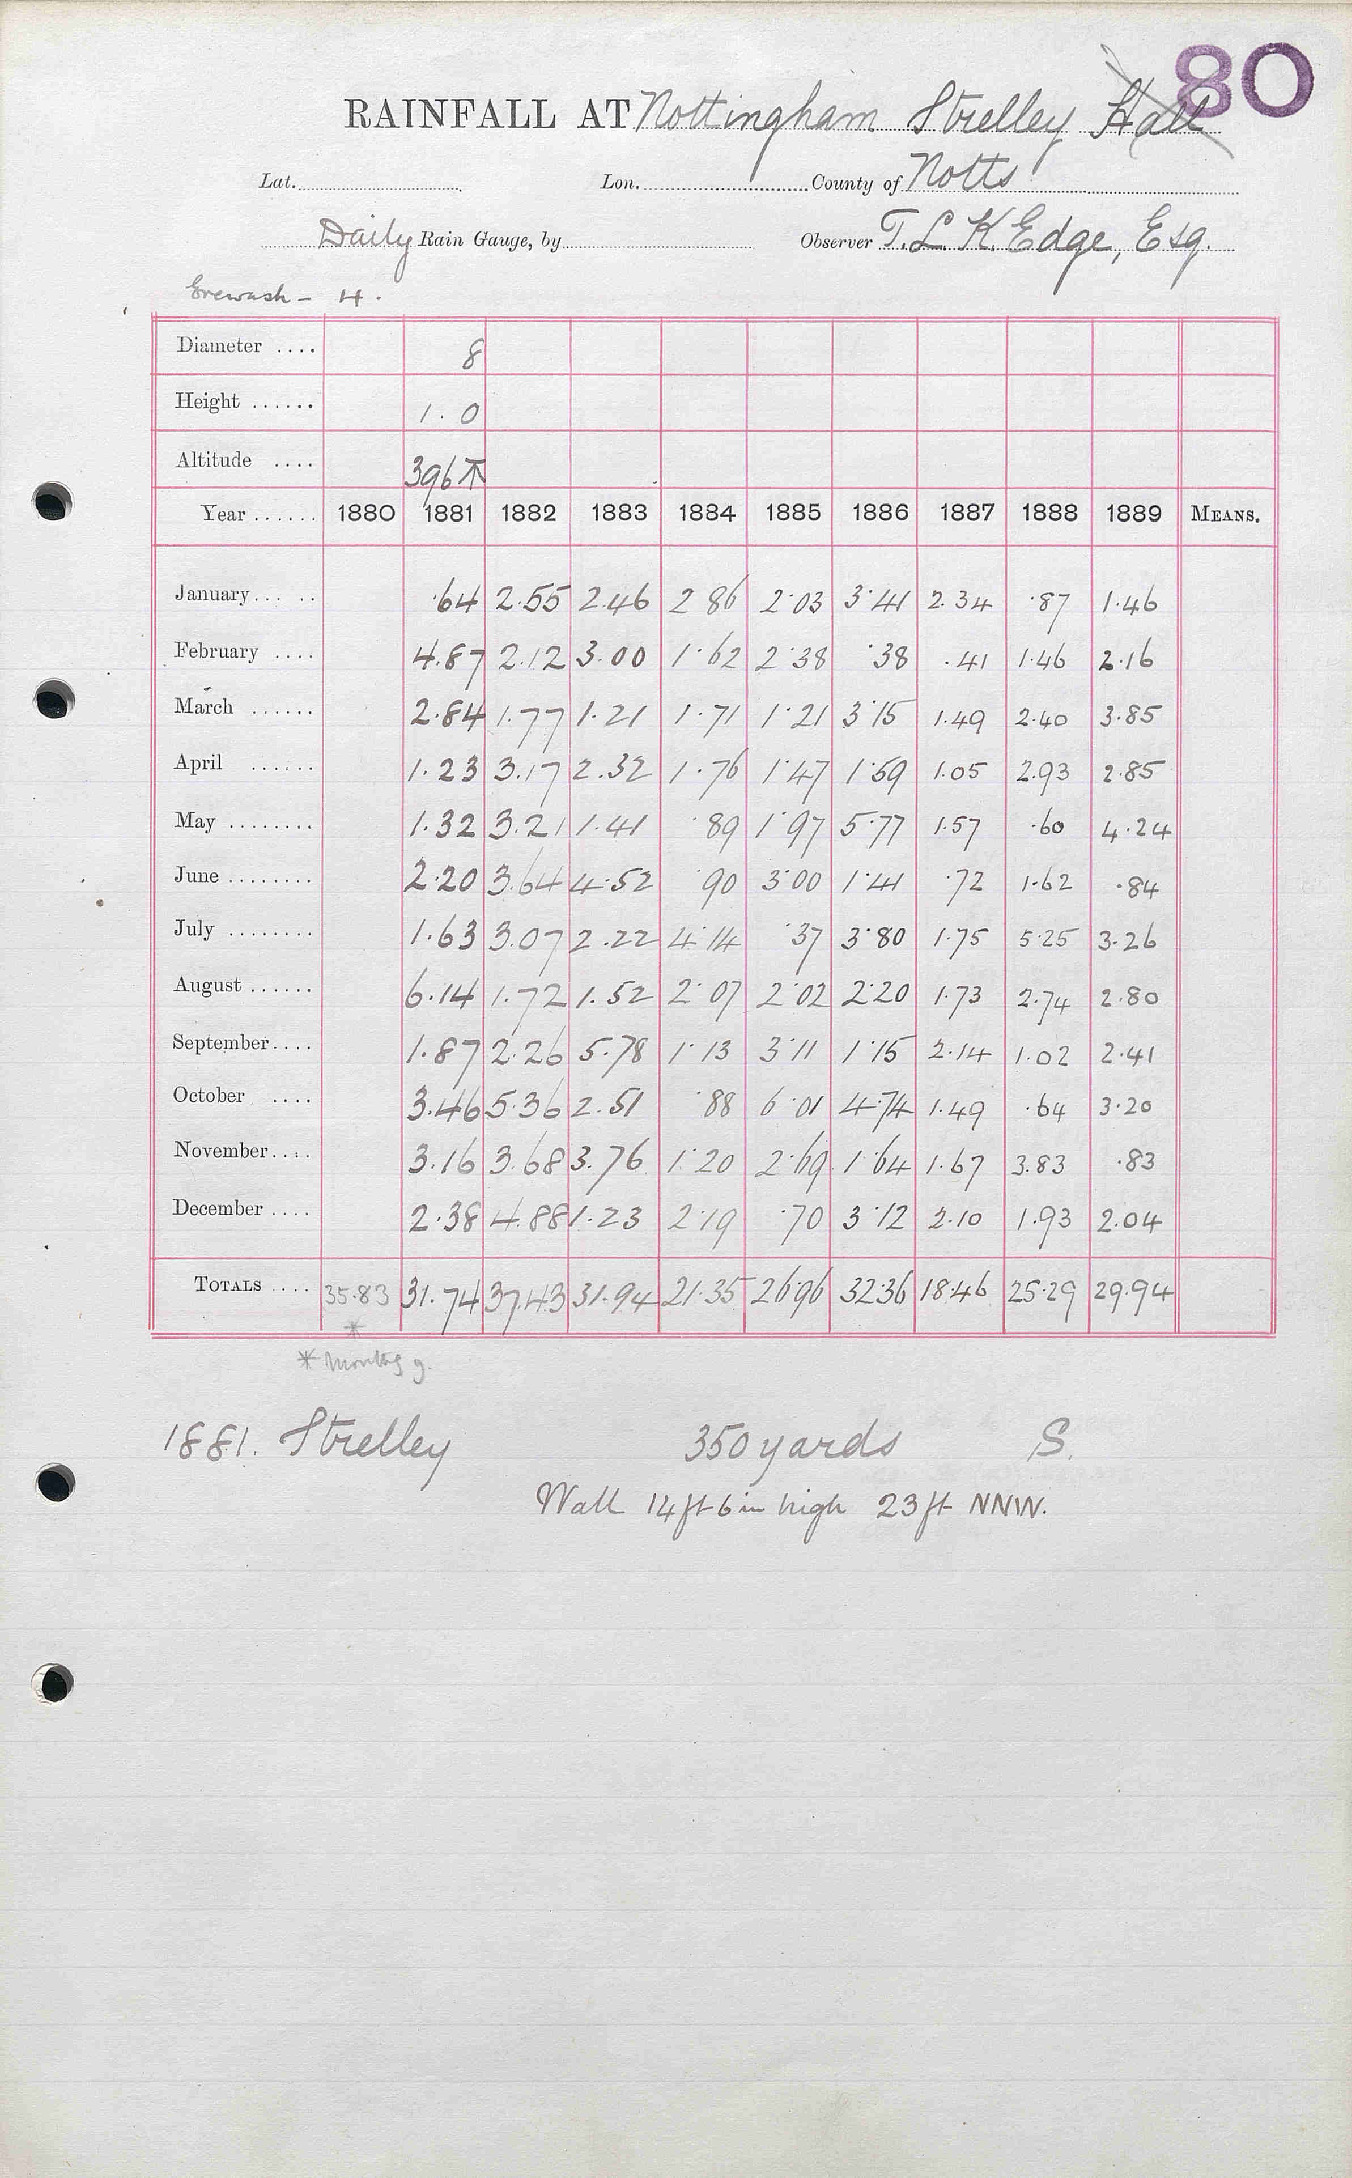 80
RAINFALL AT Nottingham Strelley Hall
Lat. Lon. County of Notts
Daily Rain Gauge, by Observer T. L. K Edge, Esq.
Erewash - 4.
Diameter .... 8
Height ...... 1.0
Altitude .... 396
Year ...... 1880 1881 1882 1883 1884 1885 1886 1887 1888 1889 MEANS.
January ... .. .64 2.55 2.46 2.86 2.03 3.41 2.34 .87 1.46
February .... 4.87 2.12 3.00 1.62 2.38 .38 .41 1.46 2.16
March ...... 2.84 1.77 1.21 1.71 1.21 3.15 1.49 2.40 3.85
April ...... 1.23 3.17 2.32 1.76 1.47 1.59 1.05 2.93 2.85
May ........ 1.32 3.21 1.41 .89 1.97 5.77 1.57 .60 4.24
June ........ 2.20 3.64 4.52 .90 3.00 1.41 .72 1.62 .84
July ........ 1.63 3.07 2.22 4.14 .37 3.80 1.75 5.25 3.26
August ...... 6.14 1.72 1.52 2.07 2.02 2.20 1.73 2.74 2.80
September .... 1.87 2.26 5.78 1.13 3.11 1.15 2.14 1.02 2.41
October .... 3.46 5.36 2.51 .88 6.01 4.74 1.49 .64 3.20
November .... 3.16 3.68 3.76 1.20 2.69 1.64 1.67 3.83 .83
December .... 2.38 4.88 1.23 2.19 .70 3.12 2.10 1.93 2.04
TOTALS .... 35.83 31.74 37.43 31.94 21.35 26.96 32.36 18.46 25.29 29.94
*
* Monthly g.
1881. Strelley 350 yards S.
Wall 14 ft 6 in high 23 ft NNW.